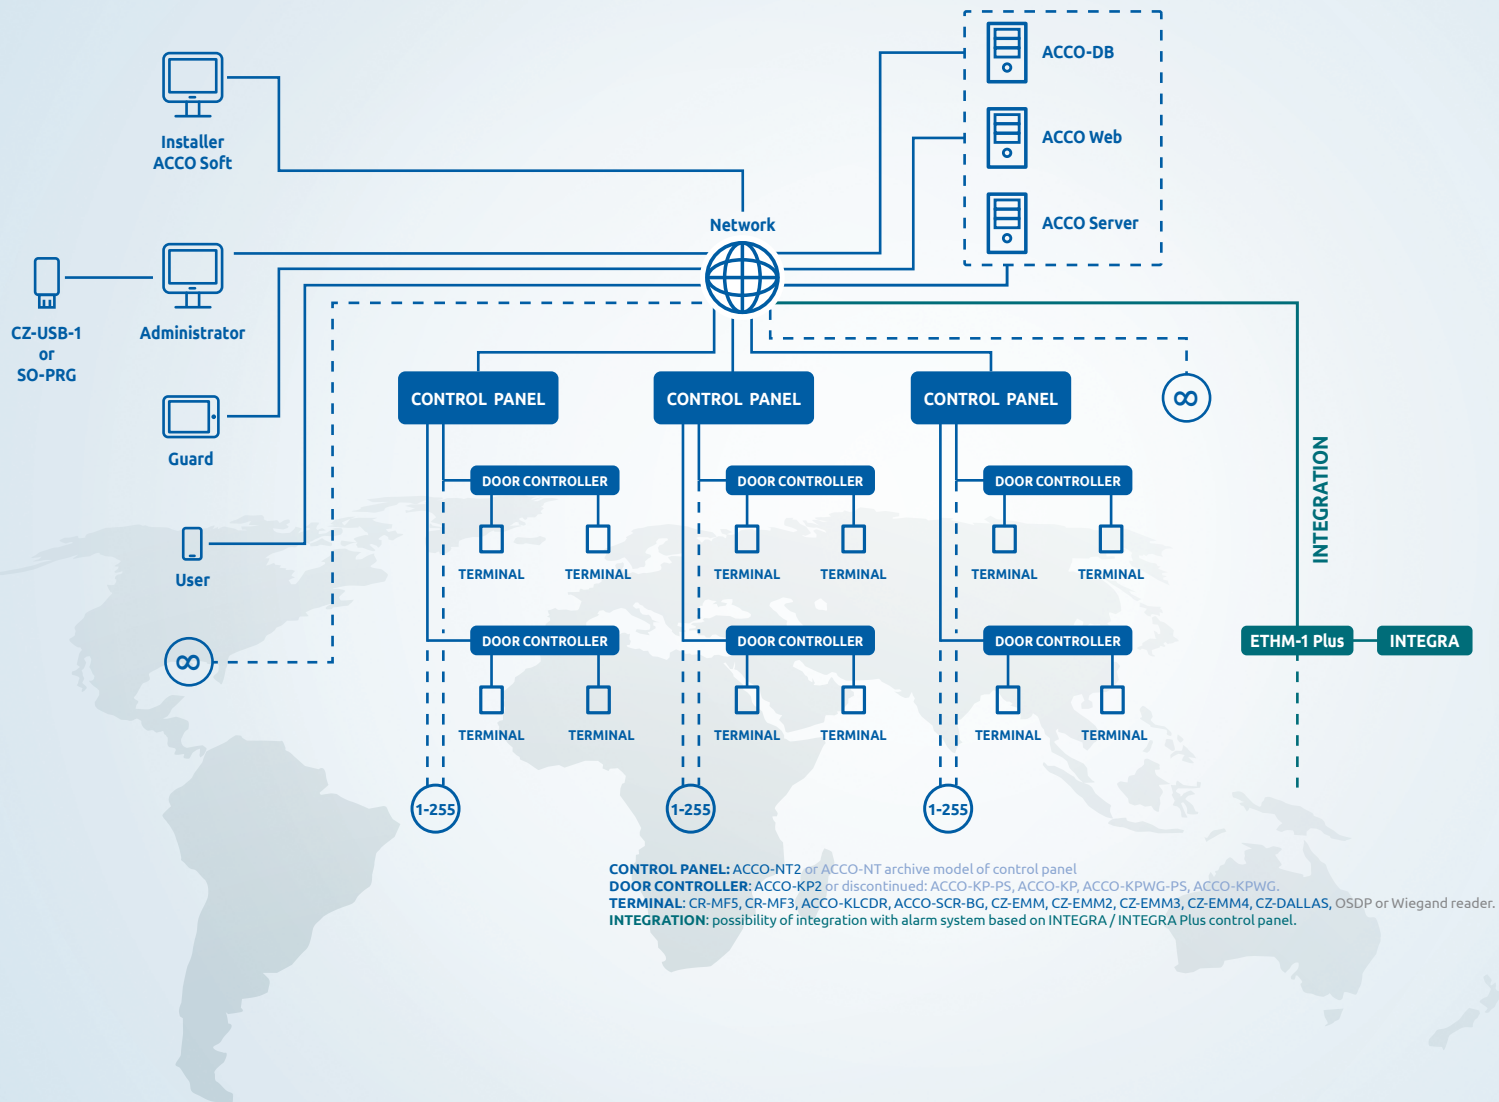 ACCO-DB
ACCO Web
ACCO Server
Installer
ACCO Soft
Network
CZ-USB-1
or
SO-PRG
Administrator
Guard
User
∞
CONTROL PANEL
CONTROL PANEL
CONTROL PANEL
∞
DOOR CONTROLLER
DOOR CONTROLLER
DOOR CONTROLLER
TERMINAL
TERMINAL
TERMINAL
TERMINAL
TERMINAL
TERMINAL
DOOR CONTROLLER
DOOR CONTROLLER
DOOR CONTROLLER
TERMINAL
TERMINAL
TERMINAL
TERMINAL
TERMINAL
TERMINAL
1-255
1-255
1-255
INTEGRATION
ETHM-1 Plus
INTEGRA
CONTROL PANEL: ACCO-NT2 or ACCO-NT archive model of control panel
DOOR CONTROLLER: ACCO-KP2 or discontinued: ACCO-KP-PS, ACCO-KP, ACCO-KPWG-PS, ACCO-KPWG.
TERMINAL: CR-MF5, CR-MF3, ACCO-KLCDR, ACCO-SCR-BG, CZ-EMM, CZ-EMM2, CZ-EMM3, CZ-EMM4, CZ-DALLAS, OSDP or Wiegand reader.
INTEGRATION: possibility of integration with alarm system based on INTEGRA / INTEGRA Plus control panel.